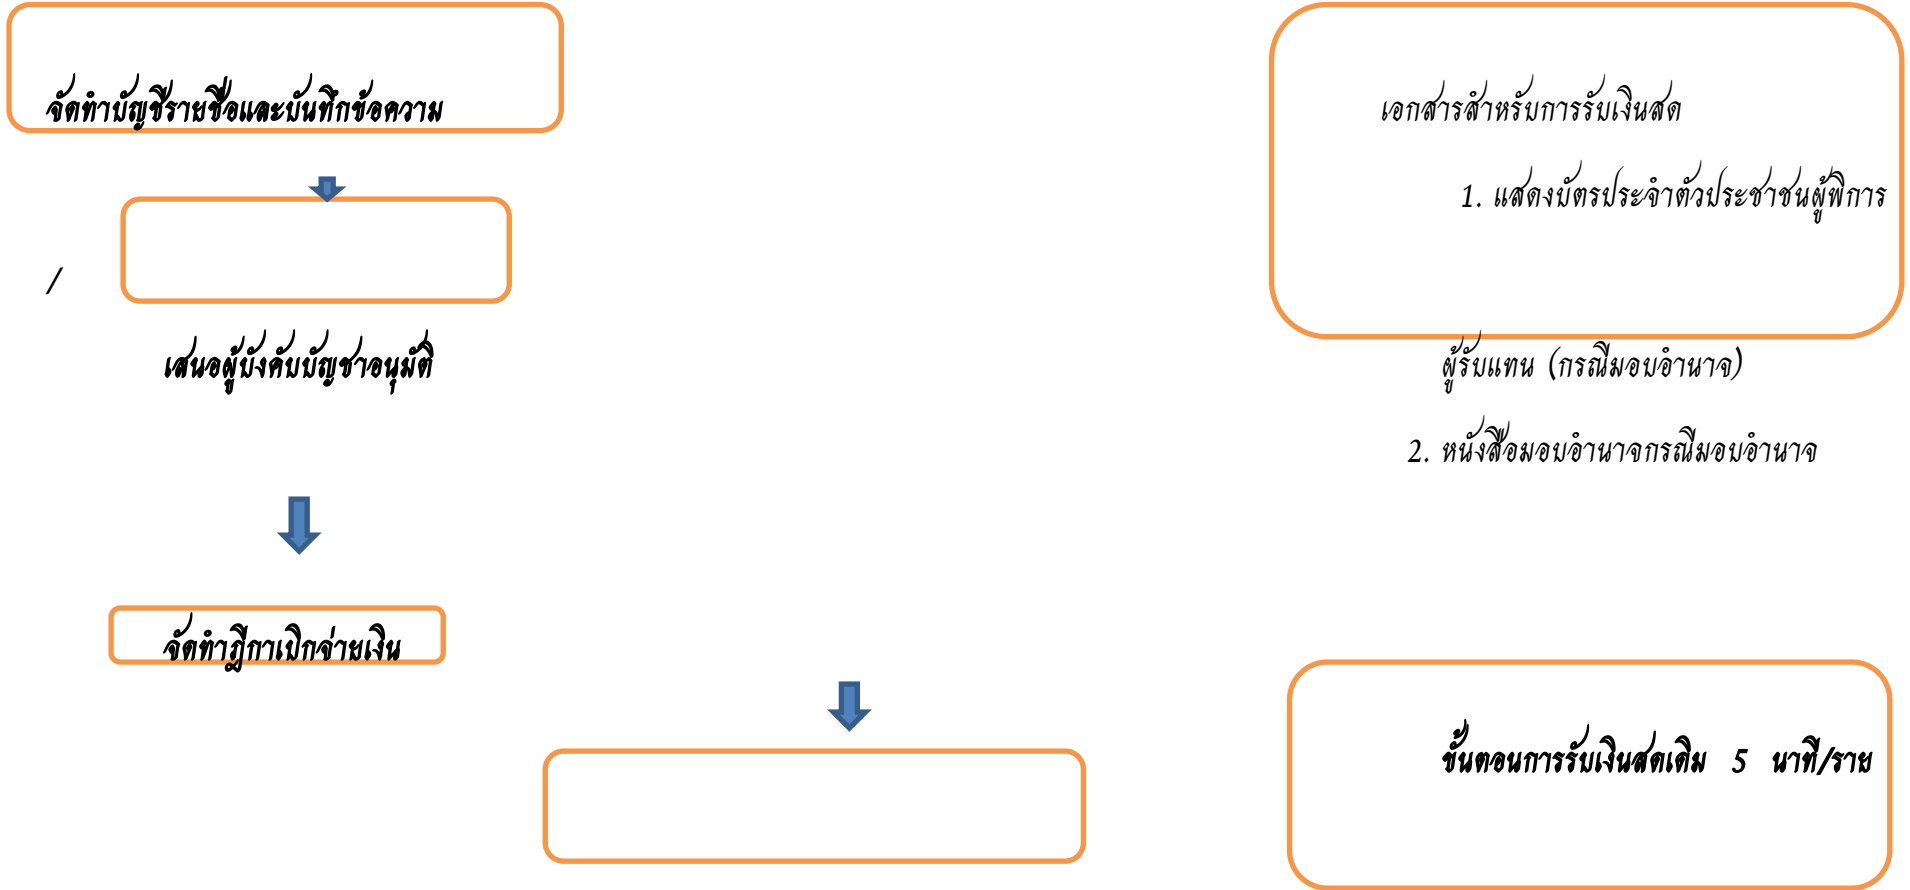 จัดทำบัญชีรายชื่อและบันทึกข้อความ
/
เสนอผู้บังคับบัญชาอนุมัติ
จัดทำฎีกาเบิกจ่ายเงิน
เอกสารสำหรับการรับเงินสด
1. แสดงบัตรประจำตัวประชาชนผู้พิการ
ผู้รับแทน (กรณีมอบอำนาจ)
2. หนังสือมอบอำนาจกรณีมอบอำนาจ
ขั้นตอนการรับเงินสดเดิม 5 นาที/ราย